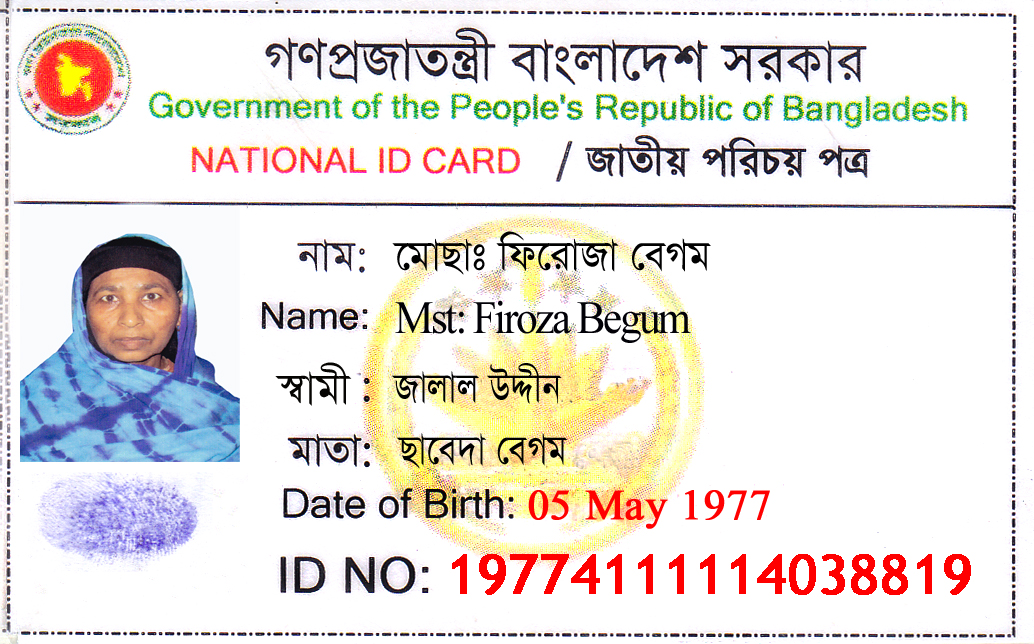 গণপ্রজাতন্ত্রী বাংলাদেশ সরকার
Government of the People's Republic of Bangladesh
NATIONAL ID CARD / জাতীয় পরিচয় পত্র
নাম: মোছাঃ ফিরোজা বেগম
Name: Mst: Firoza Begum
স্বামী : জালাল উদ্দীন
মাতা: ছাবেদা বেগম
Date of Birth: 05 May 1977
ID NO: 19774111114038819